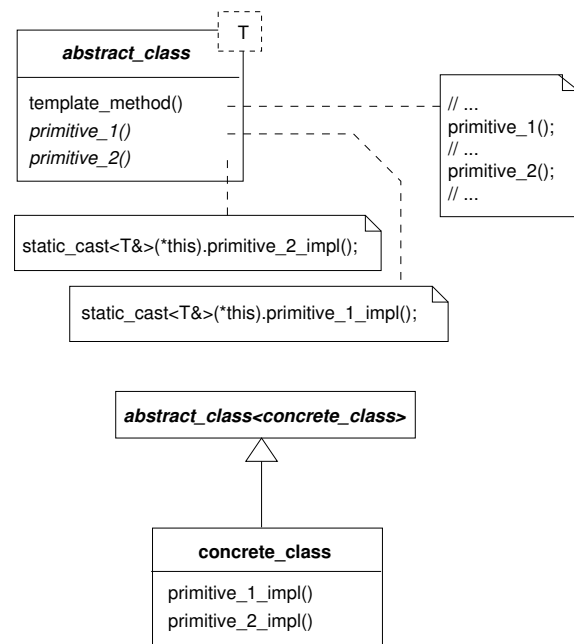 T
abstract_class
template_method()
primitive_1()
primitive_2()
// ...
primitive_1();
// ...
primitive_2();
// ...
static_cast<T&>(*this).primitive_2_impl();
static_cast<T&>(*this).primitive_1_impl();
abstract_class<concrete_class>
concrete_class
primitive_1_impl()
primitive_2_impl()